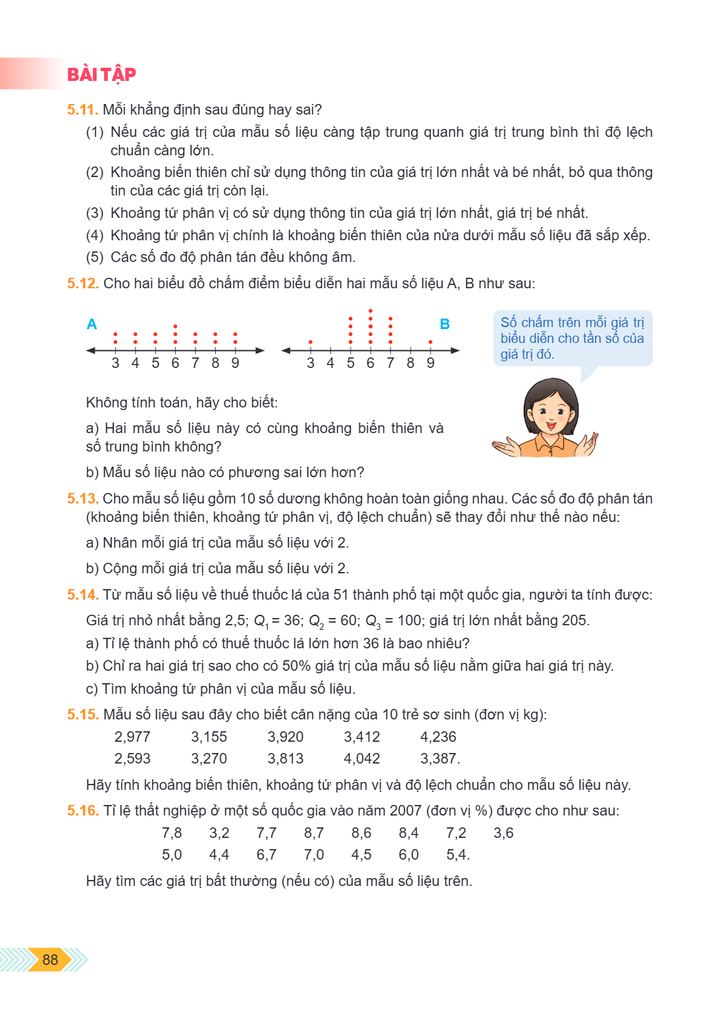 BÀI TẬP
5.11. Mỗi khẳng định sau đúng hay sai?
(1) Nếu các giá trị của mẫu số liệu càng tập trung quanh giá trị trung bình thì độ lệch
chuẩn càng lớn.
(2) Khoảng biến thiên chỉ sử dụng thông tin của giá trị lớn nhất và bé nhất, bỏ qua thông
tin của các giá trị còn lại.
(3) Khoảng tứ phân vị có sử dụng thông tin của giá trị lớn nhất, giá trị bé nhất.
(4) Khoảng tứ phân vị chính là khoảng biến thiên của nửa dưới mẫu số liệu đã sắp xếp.
(5) Các số đo độ phân tán đều không âm.
5.12. Cho hai biểu đồ chấm điểm biểu diễn hai mẫu số liệu A, B như sau:
A
3 4 5 6 7 8 9
B
3 4 5 6 7 8 9
Số chấm trên mỗi giá trị
biểu diễn cho tần số của
giá trị đó.
Không tính toán, hãy cho biết:
a) Hai mẫu số liệu này có cùng khoảng biến thiên và
số trung bình không?
b) Mẫu số liệu nào có phương sai lớn hơn?
5.13. Cho mẫu số liệu gồm 10 số dương không hoàn toàn giống nhau. Các số đo độ phân tán
(khoảng biến thiên, khoảng tứ phân vị, độ lệch chuẩn) sẽ thay đổi như thế nào nếu:
a) Nhân mỗi giá trị của mẫu số liệu với 2.
b) Cộng mỗi giá trị của mẫu số liệu với 2.
5.14. Từ mẫu số liệu về thuế thuốc lá của 51 thành phố tại một quốc gia, người ta tính được:
Giá trị nhỏ nhất bằng 2,5; Q₁ = 36; Q₂ = 60; Q₃ = 100; giá trị lớn nhất bằng 205.
a) Tỉ lệ thành phố có thuế thuốc lá lớn hơn 36 là bao nhiêu?
b) Chỉ ra hai giá trị sao cho có 50% giá trị của mẫu số liệu nằm giữa hai giá trị này.
c) Tìm khoảng tứ phân vị của mẫu số liệu.
5.15. Mẫu số liệu sau đây cho biết cân nặng của 10 trẻ sơ sinh (đơn vị kg):
2,977 3,155 3,920 3,412 4,236
2,593 3,270 3,813 4,042 3,387.
Hãy tính khoảng biến thiên, khoảng tứ phân vị và độ lệch chuẩn cho mẫu số liệu này.
5.16. Tỉ lệ thất nghiệp ở một số quốc gia vào năm 2007 (đơn vị %) được cho như sau:
7,8 3,2 7,7 8,7 8,6 8,4 7,2 3,6
5,0 4,4 6,7 7,0 4,5 6,0 5,4.
Hãy tìm các giá trị bất thường (nếu có) của mẫu số liệu trên.
88